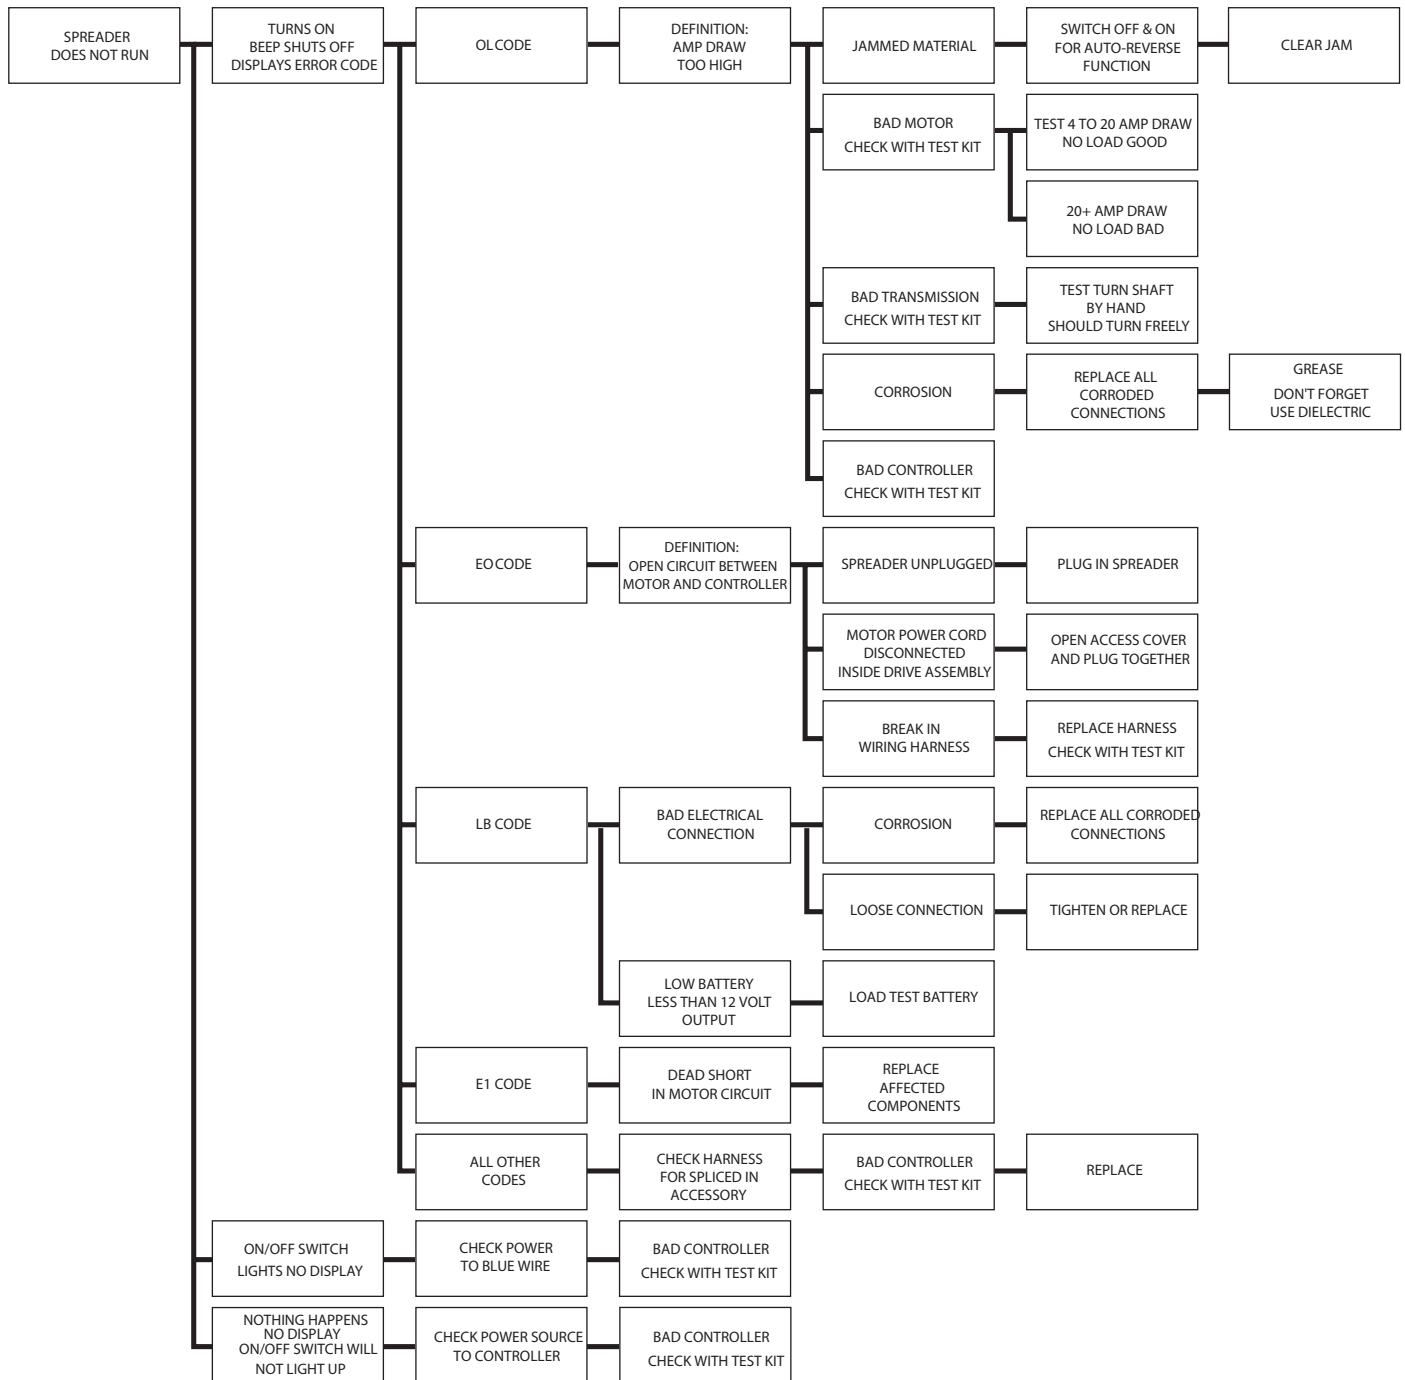 SPREADER
DOES NOT RUN
TURNS ON
BEEP SHUTS OFF
DISPLAYS ERROR CODE
OL CODE
DEFINITION:
AMP DRAW
TOO HIGH
JAMMED MATERIAL
SWITCH OFF & ON
FOR AUTO-REVERSE
FUNCTION
CLEAR JAM
BAD MOTOR
CHECK WITH TEST KIT
TEST 4 TO 20 AMP DRAW
NO LOAD GOOD
20+ AMP DRAW
NO LOAD BAD
BAD TRANSMISSION
CHECK WITH TEST KIT
TEST TURN SHAFT
BY HAND
SHOULD TURN FREELY
CORROSION
REPLACE ALL
CORRODED
CONNECTIONS
GREASE
DON'T FORGET
USE DIELECTRIC
BAD CONTROLLER
CHECK WITH TEST KIT
EO CODE
DEFINITION:
OPEN CIRCUIT BETWEEN
MOTOR AND CONTROLLER
SPREADER UNPLUGGED
PLUG IN SPREADER
MOTOR POWER CORD
DISCONNECTED
INSIDE DRIVE ASSEMBLY
OPEN ACCESS COVER
AND PLUG TOGETHER
BREAK IN
WIRING HARNESS
REPLACE HARNESS
CHECK WITH TEST KIT
LB CODE
BAD ELECTRICAL
CONNECTION
CORROSION
REPLACE ALL CORRODED
CONNECTIONS
LOOSE CONNECTION
TIGHTEN OR REPLACE
LOW BATTERY
LESS THAN 12 VOLT
OUTPUT
LOAD TEST BATTERY
E1 CODE
DEAD SHORT
IN MOTOR CIRCUIT
REPLACE
AFFECTED
COMPONENTS
ALL OTHER
CODES
CHECK HARNESS
FOR SPLICED IN
ACCESSORY
BAD CONTROLLER
CHECK WITH TEST KIT
REPLACE
ON/OFF SWITCH
LIGHTS NO DISPLAY
CHECK POWER
TO BLUE WIRE
BAD CONTROLLER
CHECK WITH TEST KIT
NOTHING HAPPENS
NO DISPLAY
ON/OFF SWITCH WILL
NOT LIGHT UP
CHECK POWER SOURCE
TO CONTROLLER
BAD CONTROLLER
CHECK WITH TEST KIT